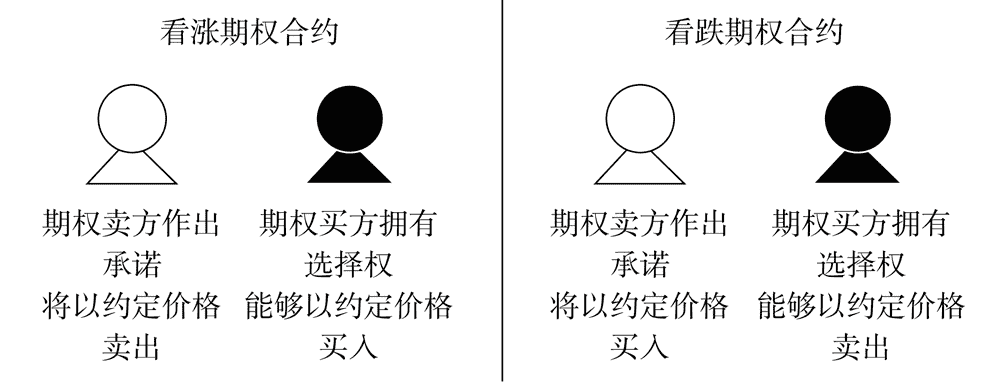 看涨期权合约
期权卖方作出
承诺
将以约定价格
卖出
期权买方拥有
选择权
能够以约定价格
买入
看跌期权合约
期权卖方作出
承诺
将以约定价格
买入
期权买方拥有
选择权
能够以约定价格
卖出